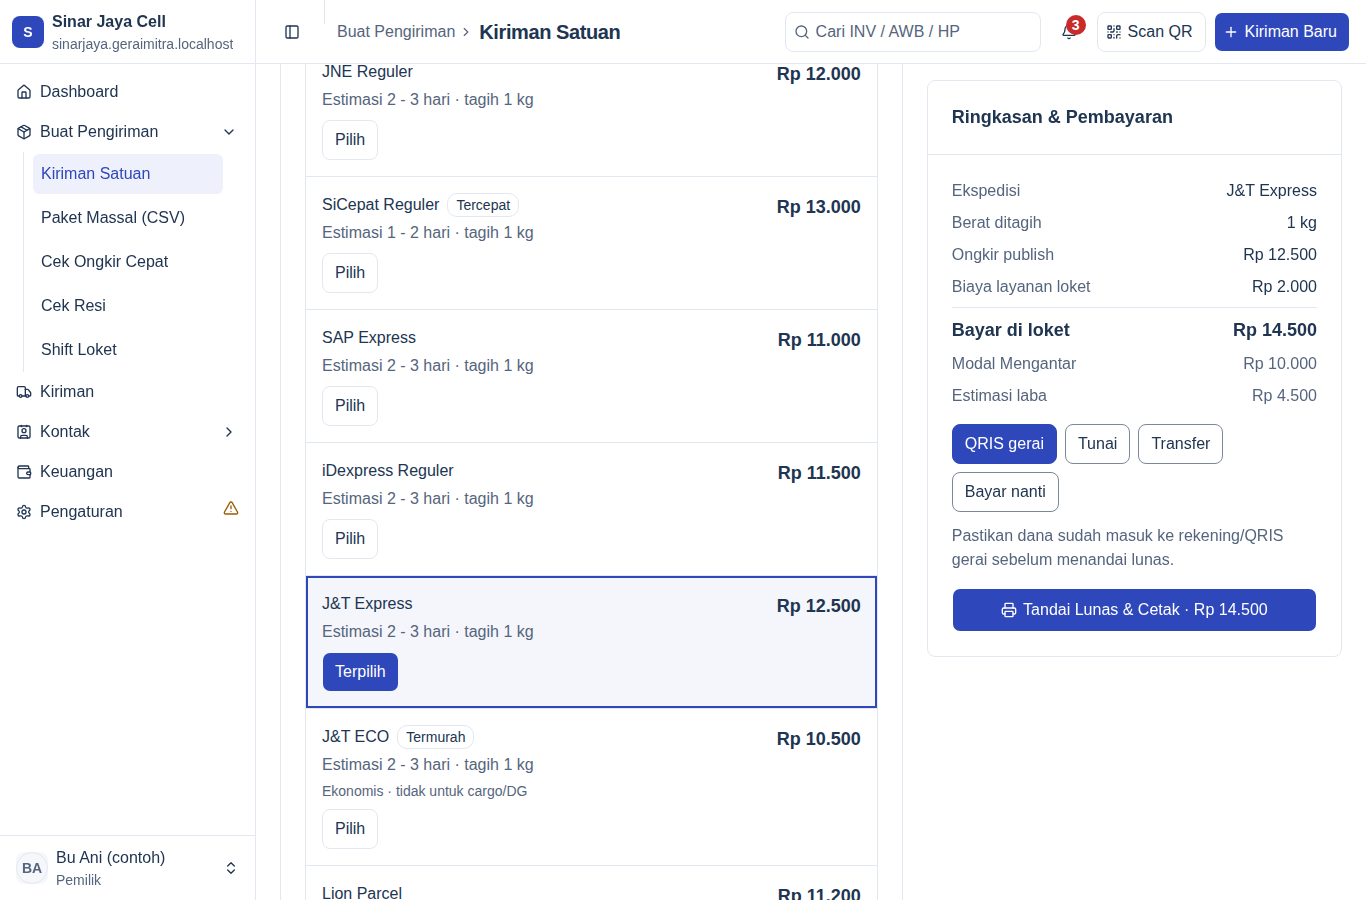 S
Sinar Jaya Cell
sinarjaya.geraimitra.localhost
Dashboard
Buat Pengiriman
Kiriman Satuan
Paket Massal (CSV)
Cek Ongkir Cepat
Cek Resi
Shift Loket
Kiriman
Kontak
Keuangan
Pengaturan
BA
Bu Ani (contoh)
Pemilik
Buat Pengiriman
Kiriman Satuan
Cari INV / AWB / HP
3
Scan QR
Kiriman Baru
JNE Reguler
Rp 12.000
Estimasi 2 - 3 hari · tagih 1 kg
Pilih
SiCepat Reguler Tercepat
Rp 13.000
Estimasi 1 - 2 hari · tagih 1 kg
Pilih
SAP Express
Rp 11.000
Estimasi 2 - 3 hari · tagih 1 kg
Pilih
iDexpress Reguler
Rp 11.500
Estimasi 2 - 3 hari · tagih 1 kg
Pilih
J&T Express
Rp 12.500
Estimasi 2 - 3 hari · tagih 1 kg
Terpilih
J&T ECO Termurah
Rp 10.500
Estimasi 2 - 3 hari · tagih 1 kg
Ekonomis · tidak untuk cargo/DG
Pilih
Lion Parcel
Rp 11.200
Ringkasan & Pembayaran
Ekspedisi J&T Express
Berat ditagih 1 kg
Ongkir publish Rp 12.500
Biaya layanan loket Rp 2.000
Bayar di loket Rp 14.500
Modal Mengantar Rp 10.000
Estimasi laba Rp 4.500
QRIS gerai Tunai Transfer
Bayar nanti
Pastikan dana sudah masuk ke rekening/QRIS
gerai sebelum menandai lunas.
Tandai Lunas & Cetak · Rp 14.500